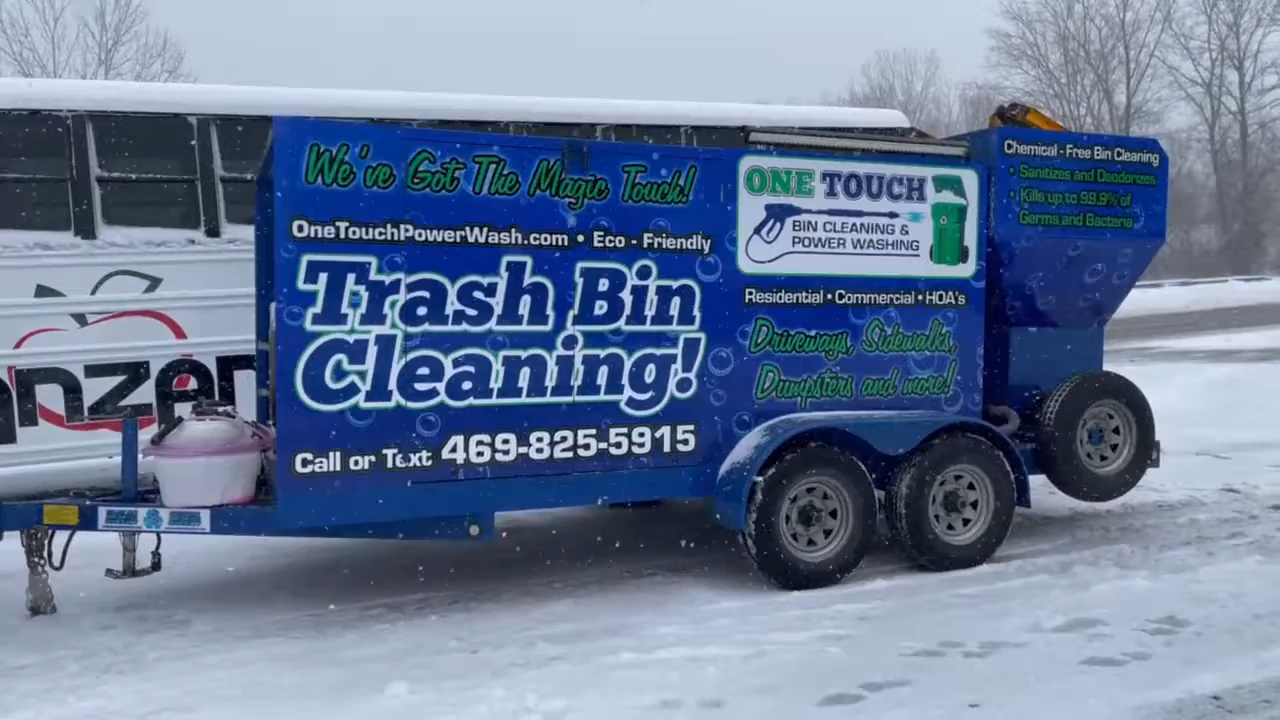 We've Got The Magic Touch!
OneTouchPowerWash.com • Eco - Friendly
Trash Bin
Cleaning!
Call or Text 469-825-5915
ONE TOUCH
BIN CLEANING &
POWER WASHING
Residential • Commercial • HOA's
Driveways, Sidewalks,
Dumpsters and more!
Chemical - Free Bin Cleaning
• Sanitizes and Deodorizes
• Kills up to 99.9% of
Germs and Bacteria